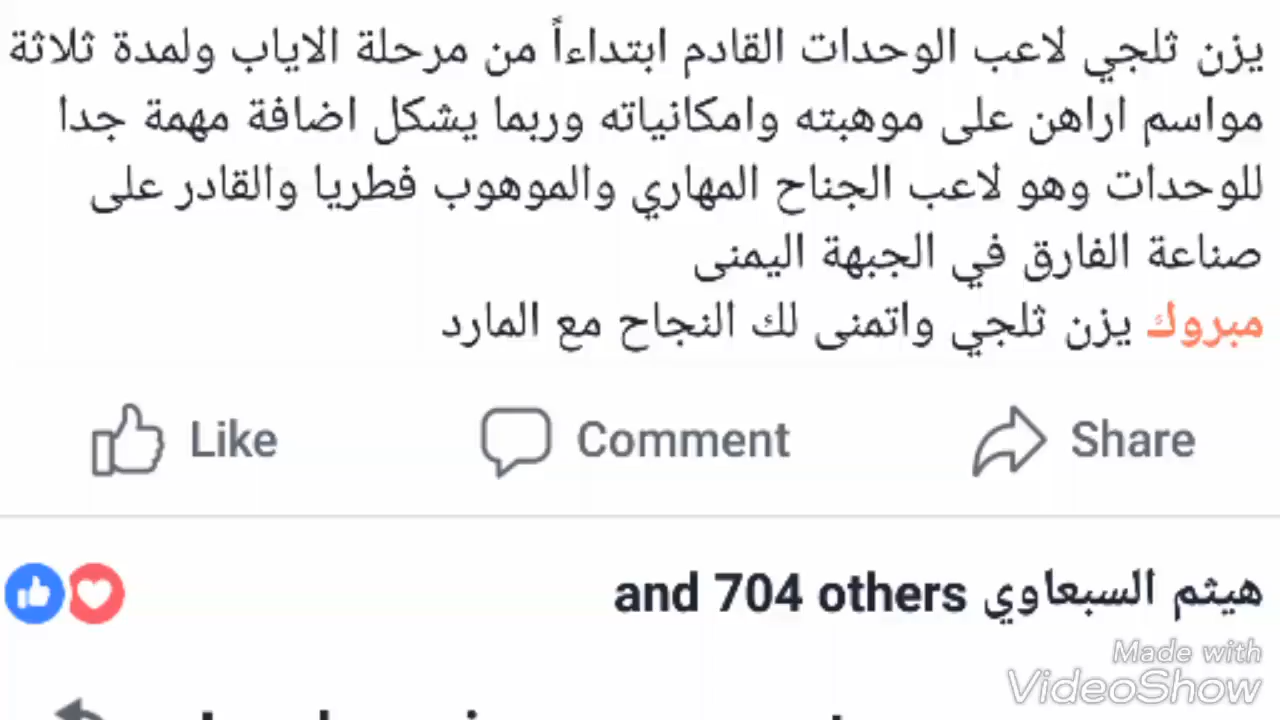 يزن ثلجي لاعب الوحدات القادم ابتداءاً من مرحلة الاياب ولمدة ثلاثة
مواسم اراهن على موهبته وامكانياته وربما يشكل اضافة مهمة جدا
للوحدات وهو لاعب الجناح المهاري والموهوب فطريا والقادر على
صناعة الفارق في الجبهة اليمنى
مبروك يزن ثلجي واتمنى لك النجاح مع المارد
Like Comment Share
هيثم السبعاوي and 704 others
Made with
VideoShow